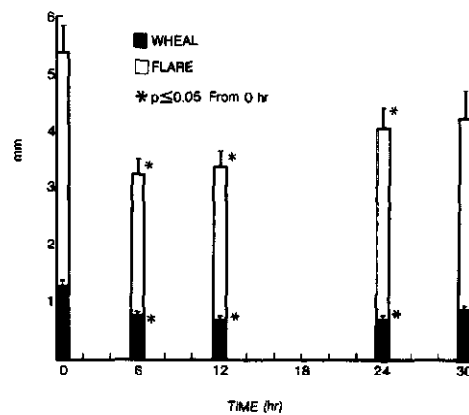 6
WHEAL
FLARE
* p≤0.05 From 0 hr
5
4
mm
3
2
1
0 6 12 18 24 30
TIME (hr)